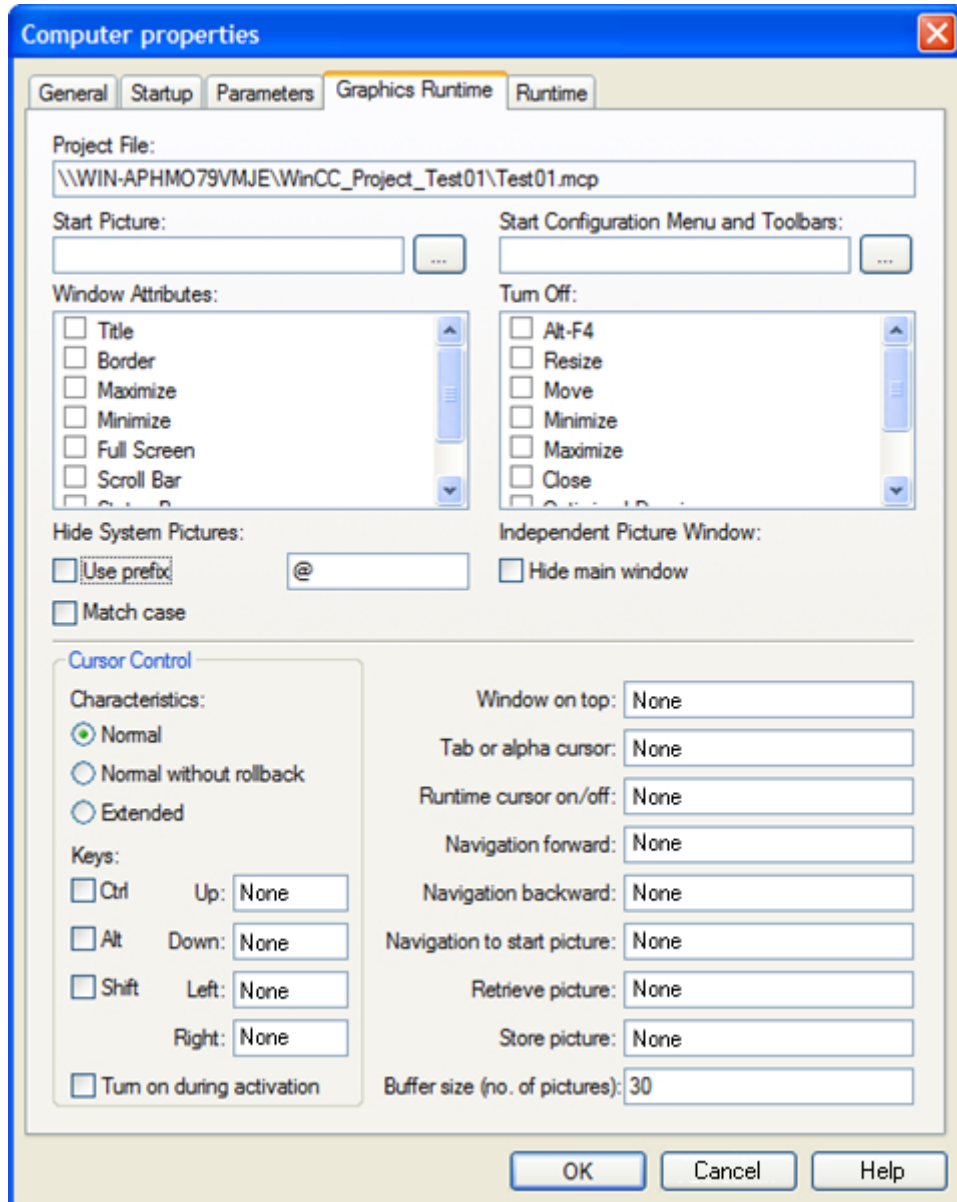 Computer properties
General Startup Parameters Graphics Runtime Runtime
Project File:
\\WIN-APHMO79VMJE\WinCC_Project_Test01\Test01.mcp
Start Picture: Start Configuration Menu and Toolbars:
... ...
Window Attributes: Turn Off:
Title Alt-F4
Border Resize
Maximize Move
Minimize Minimize
Full Screen Maximize
Scroll Bar Close
Hide System Pictures: Independent Picture Window:
Use prefix @ Hide main window
Match case
Cursor Control
Characteristics: Window on top: None
Normal Tab or alpha cursor: None
Normal without rollback Runtime cursor on/off: None
Extended
Keys: Navigation forward: None
Ctrl Up: None Navigation backward: None
Alt Down: None Navigation to start picture: None
Shift Left: None Retrieve picture: None
Right: None Store picture: None
Turn on during activation Buffer size (no. of pictures): 30
OK Cancel Help